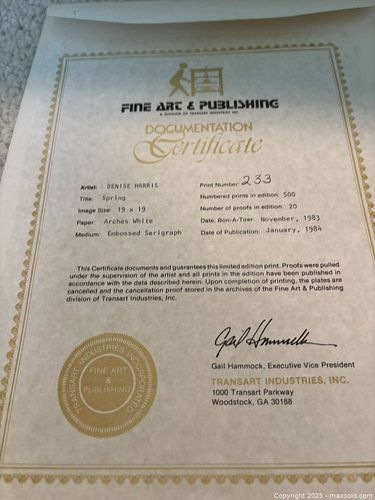 FINE ART & PUBLISHING
A DIVISION OF TRANSART INDUSTRIES INC.
DOCUMENTATION
Certificate
Artist: DENISE HARRIS
Title: Spring
Image Size: 19 x 19
Paper: Arches White
Medium: Embossed Serigraph
Print Number 233
Numbered prints in edition: 500
Number of proofs in edition: 20
Date, Bon-A-Tirer: November, 1983
Date of Publication: January, 1984
This Certificate documents and guarantees this limited edition print. Proofs were pulled
under the supervision of the artist and all prints in the edition have been published in
accordance with the data described herein. Upon completion of printing, the plates are
cancelled and the cancellation proof stored in the archives of the Fine Art & Publishing
division of Transart Industries, Inc.
Gail Hammock
Gail Hammock, Executive Vice President
TRANSART INDUSTRIES, INC.
1000 Transart Parkway
Woodstock, GA 30188
TRANSART INDUSTRIES INCORPORATED
FINE ART
&
PUBLISHING
Copyright 2025 - maxsold.com